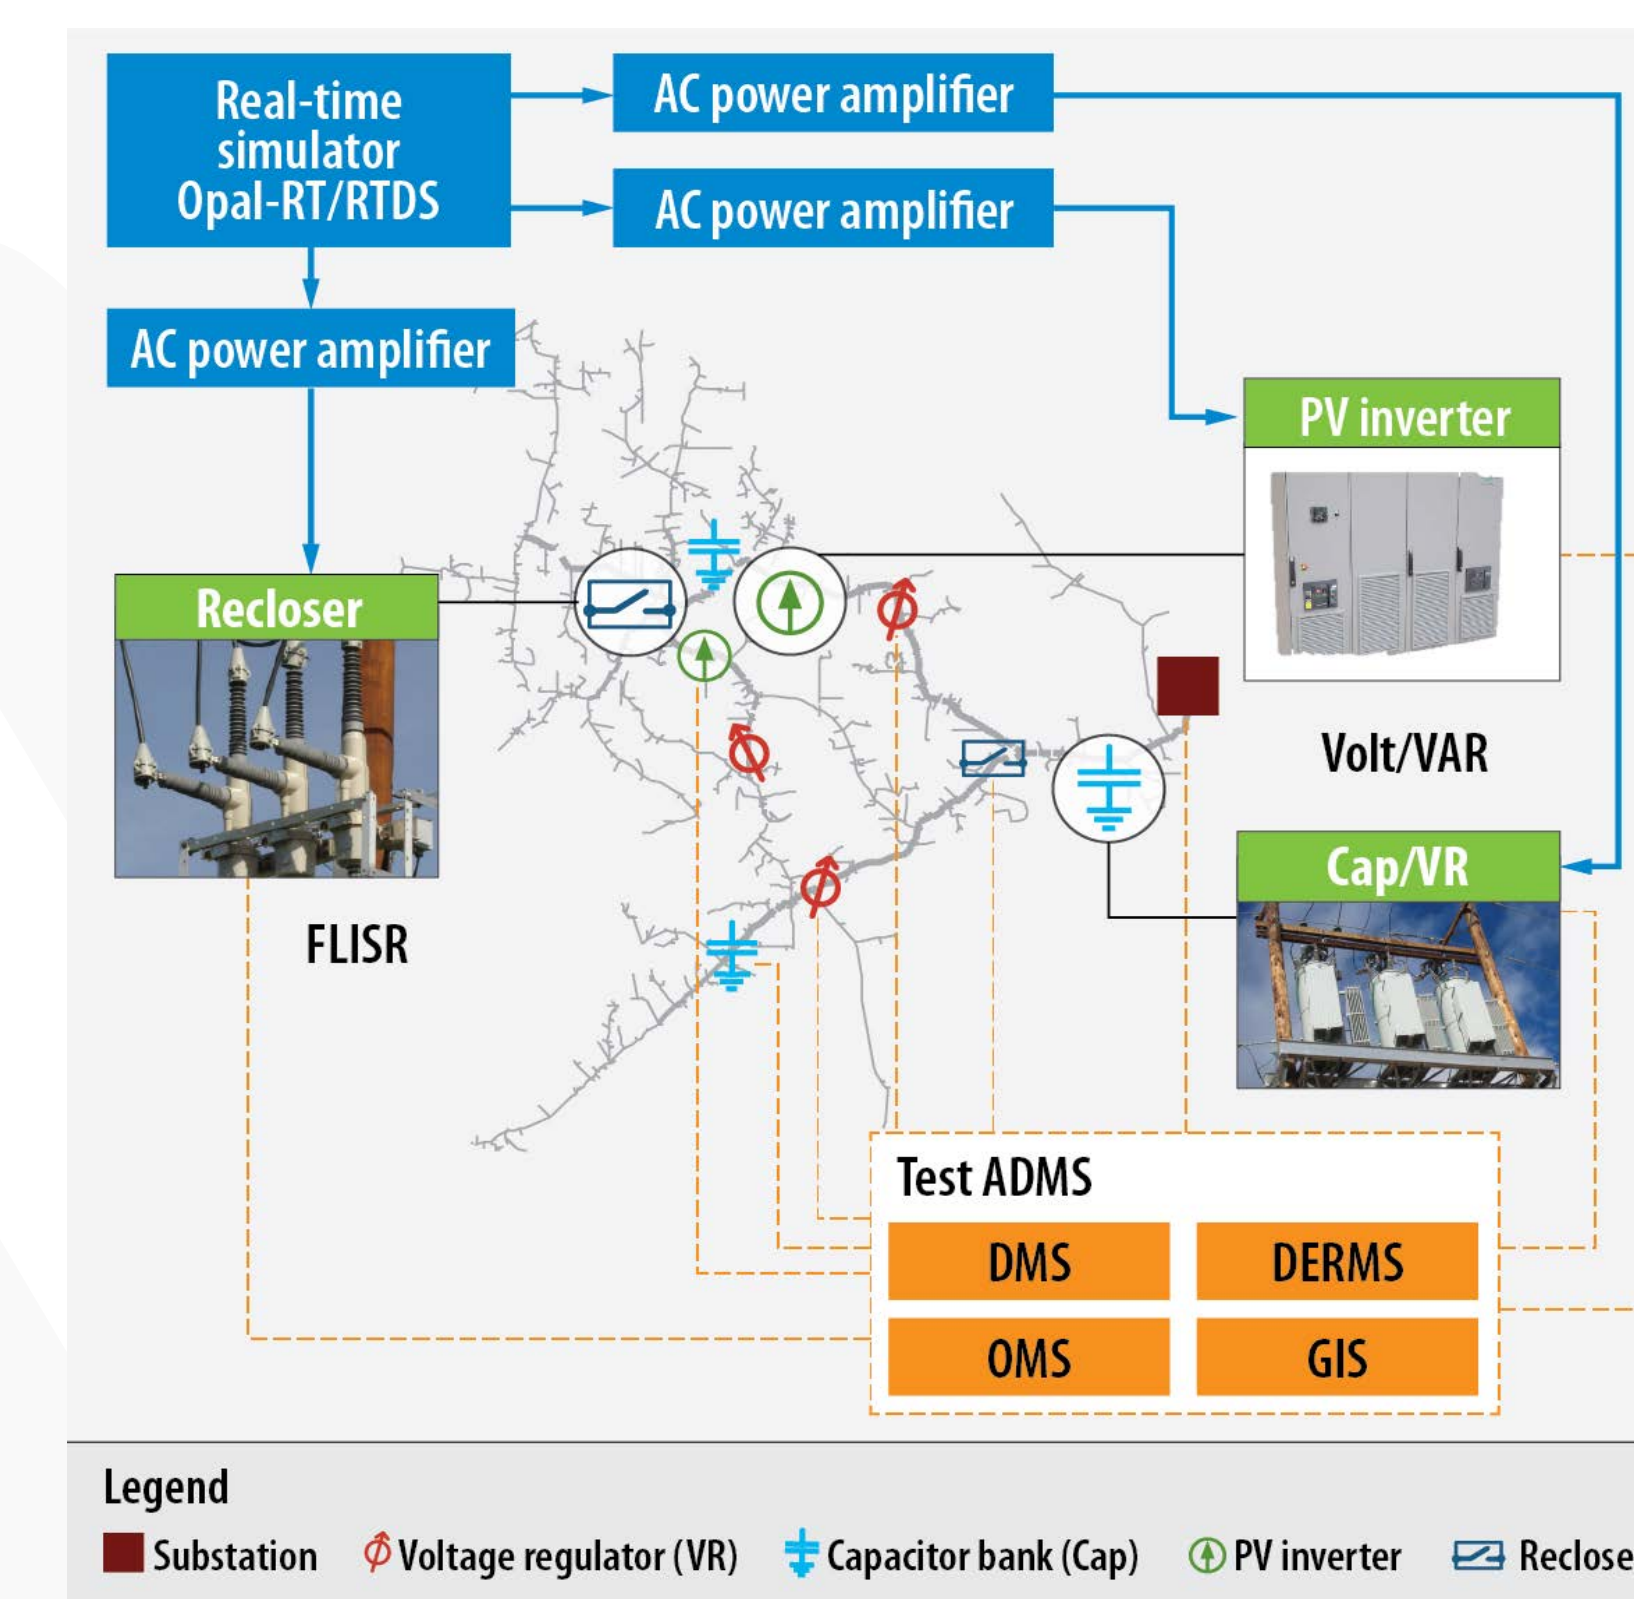 Real-time
simulator
Opal-RT/RTDS
AC power amplifier
AC power amplifier
AC power amplifier
PV inverter
Recloser
Volt/VAR
Cap/VR
FLISR
Test ADMS
DMS
DERMS
OMS
GIS
Legend
Substation
Voltage regulator (VR)
Capacitor bank (Cap)
PV inverter
Reclose